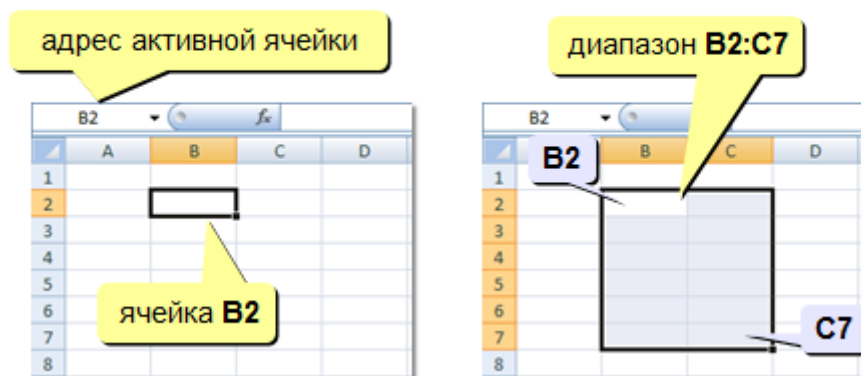 адрес активной ячейки
B2 fx
A B C D
1
2
3
4
5
6
7
8
ячейка B2
диапазон B2:C7
B2
B C D
1
2
3
4
5
6
7
8
B2
C7